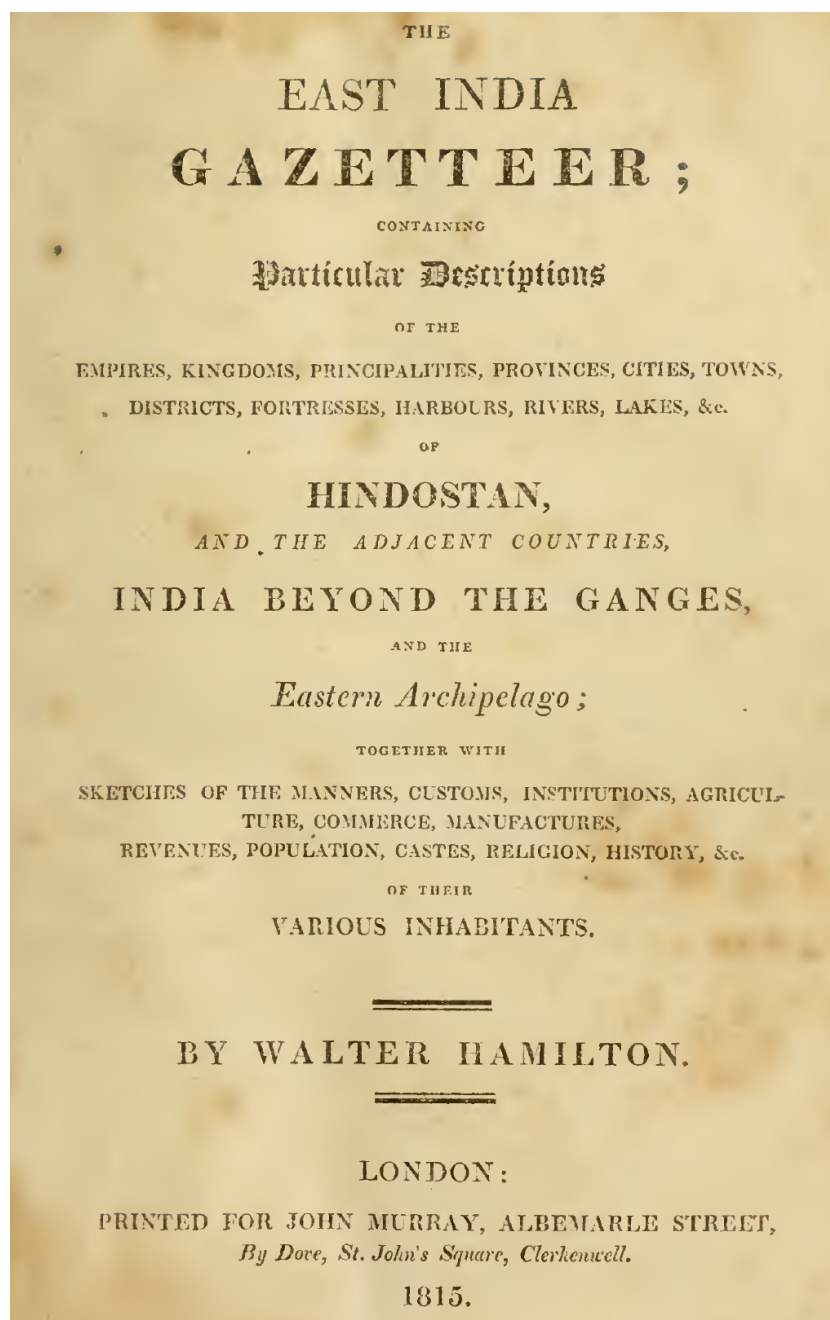 THE
EAST INDIA
GAZETTEER;
CONTAINING
Particular Descriptions
OF THE
EMPIRES, KINGDOMS, PRINCIPALITIES, PROVINCES, CITIES, TOWNS,
DISTRICTS, FORTRESSES, HARBOURS, RIVERS, LAKES, &c.
OF
HINDOSTAN,
AND THE ADJACENT COUNTRIES,
INDIA BEYOND THE GANGES,
AND THE
Eastern Archipelago;
TOGETHER WITH
SKETCHES OF THE MANNERS, CUSTOMS, INSTITUTIONS, AGRICUL-
TURE, COMMERCE, MANUFACTURES,
REVENUES, POPULATION, CASTES, RELIGION, HISTORY, &c.
OF THEIR
VARIOUS INHABITANTS.
BY WALTER HAMILTON.
LONDON:
PRINTED FOR JOHN MURRAY, ALBEMARLE STREET,
By Dove, St. John's Square, Clerkenwell.
1815.